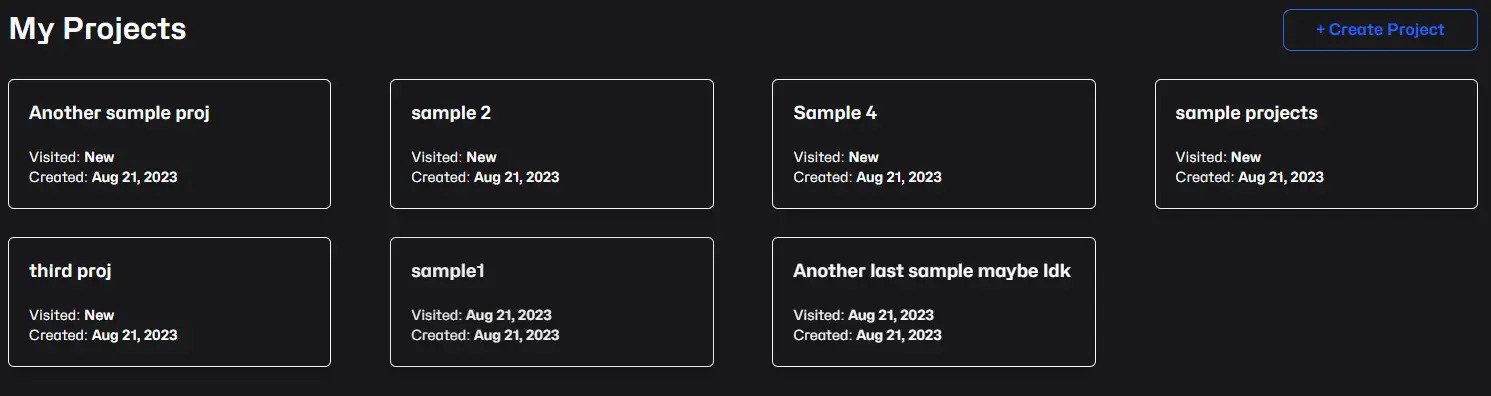 My Projects
+ Create Project
Another sample proj
Visited: New
Created: Aug 21, 2023
sample 2
Visited: New
Created: Aug 21, 2023
Sample 4
Visited: New
Created: Aug 21, 2023
sample projects
Visited: New
Created: Aug 21, 2023
third proj
Visited: New
Created: Aug 21, 2023
sample1
Visited: Aug 21, 2023
Created: Aug 21, 2023
Another last sample maybe Idk
Visited: Aug 21, 2023
Created: Aug 21, 2023